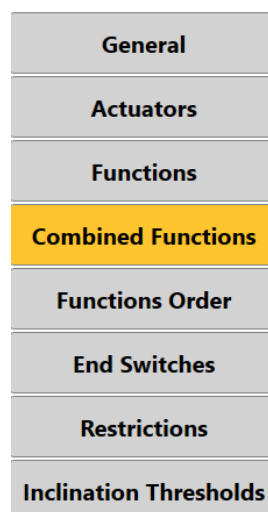 General
Actuators
Functions
Combined Functions
Functions Order
End Switches
Restrictions
Inclination Thresholds